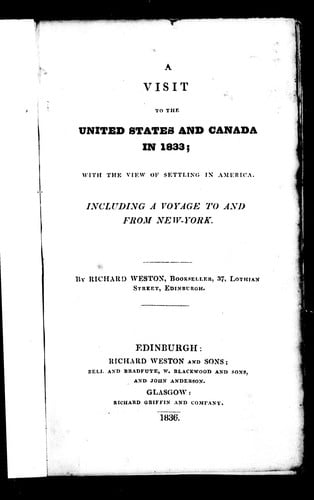 A
VISIT
TO THE
UNITED STATES AND CANADA
IN 1833;
WITH THE VIEW OF SETTLING IN AMERICA.
INCLUDING A VOYAGE TO AND
FROM NEW-YORK.
BY RICHARD WESTON, BOOKSELLER, 37, LOTHIAN
STREET, EDINBURGH.
EDINBURGH:
RICHARD WESTON AND SONS;
BELL AND BRADFUTE, W. BLACKWOOD AND SONS,
AND JOHN ANDERSON.
GLASGOW:
RICHARD GRIFFIN AND COMPANY.
1836.